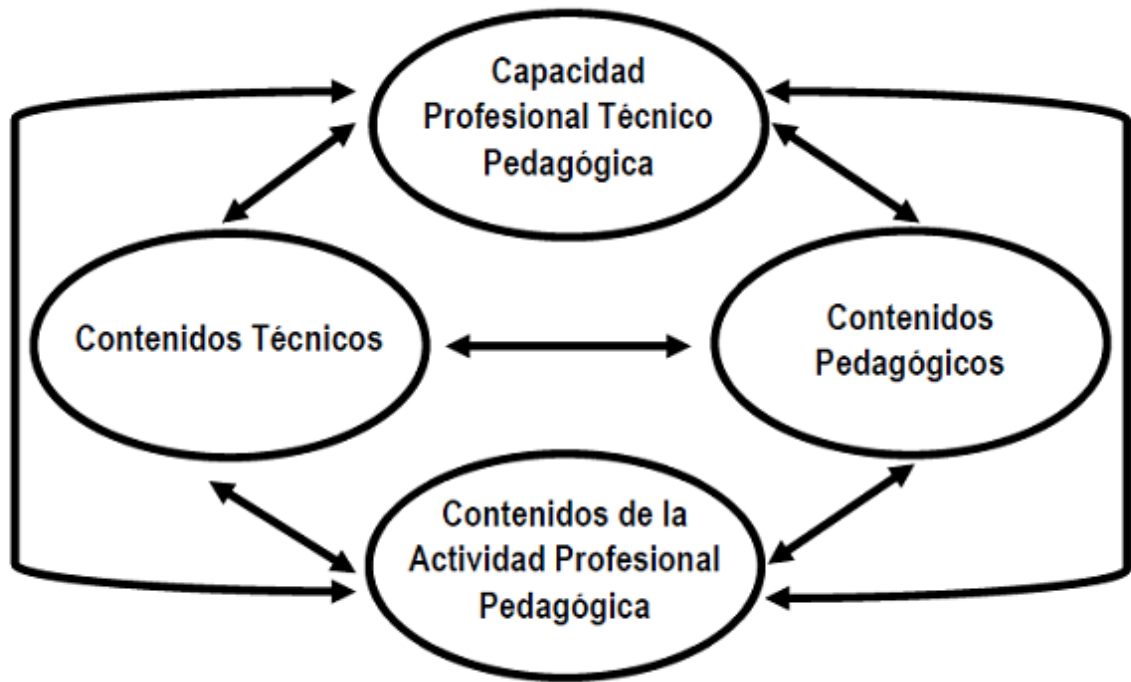 Capacidad
Profesional Técnico
Pedagógica
Contenidos Técnicos
Contenidos
Pedagógicos
Contenidos de la
Actividad Profesional
Pedagógica